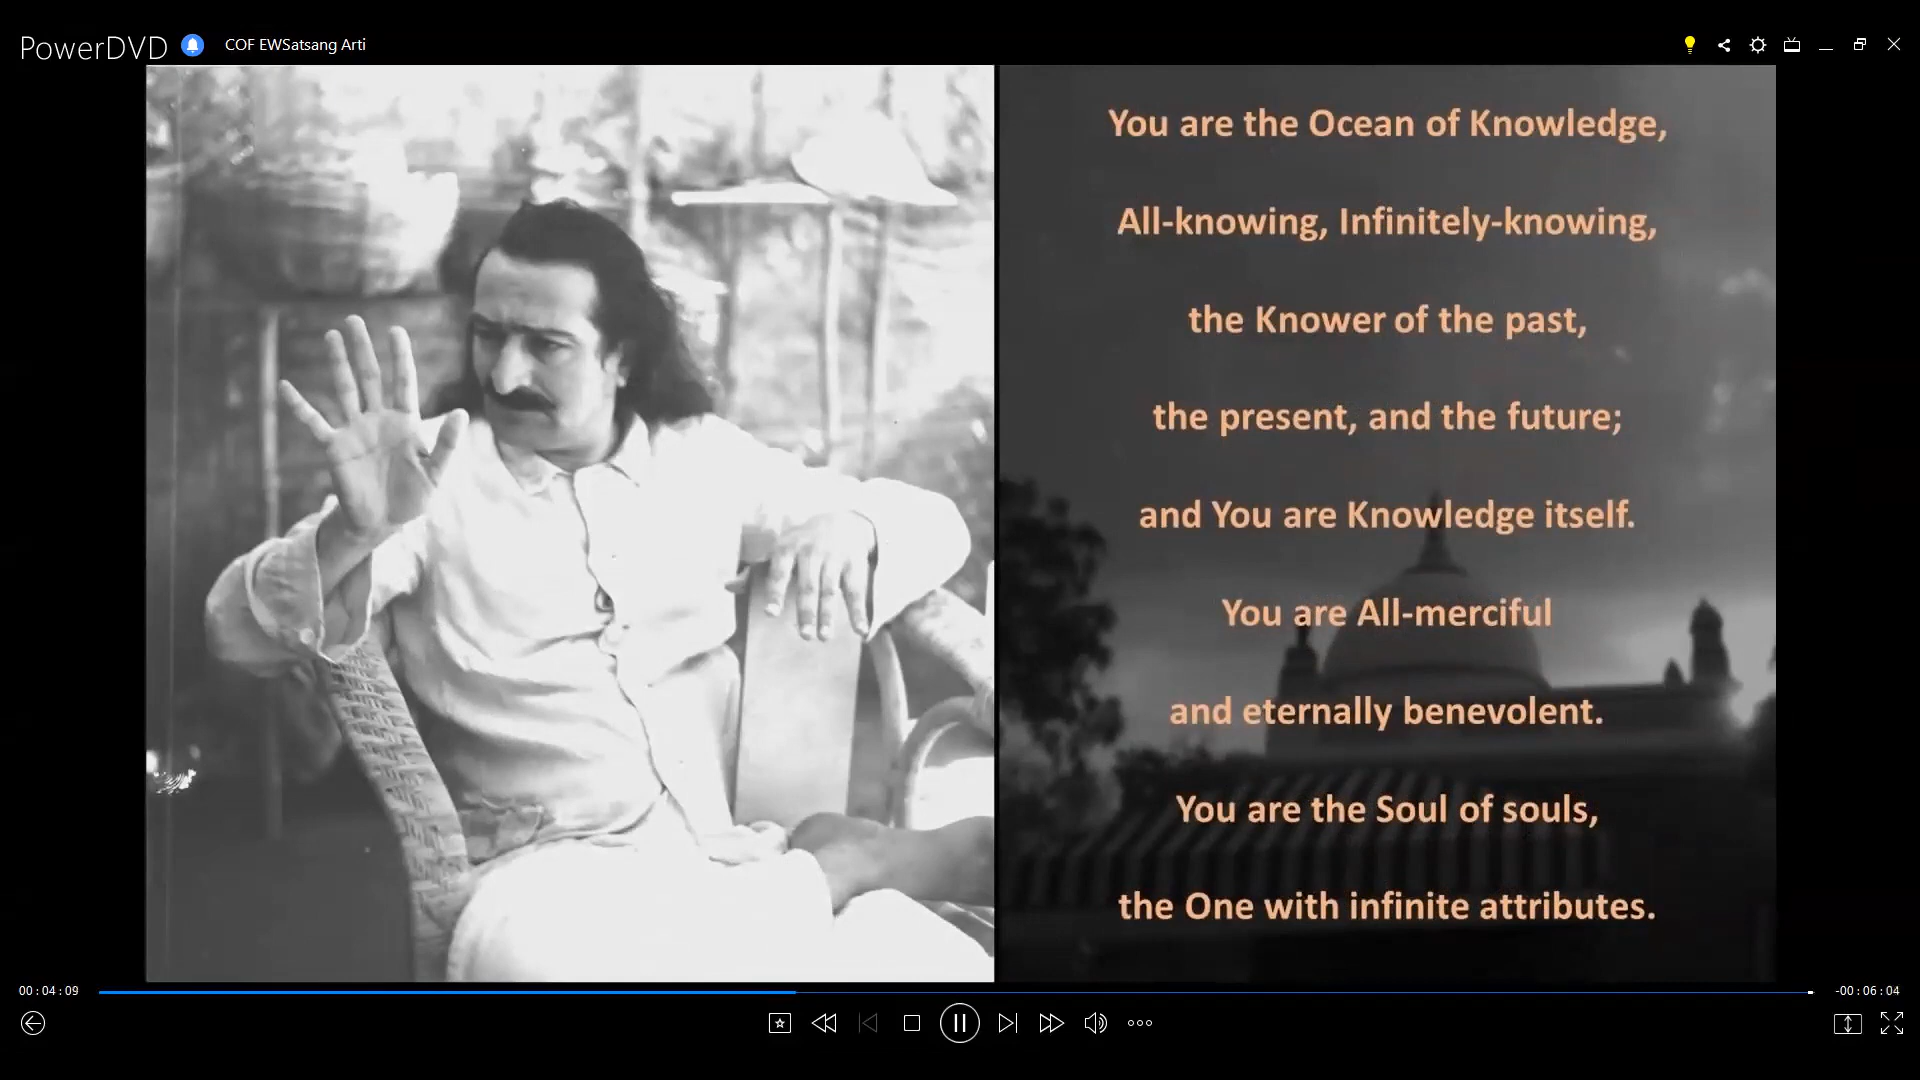 PowerDVD
COF EWSatsang Arti
You are the Ocean of Knowledge,
All-knowing, Infinitely-knowing,
the Knower of the past,
the present, and the future;
and You are Knowledge itself.
You are All-merciful
and eternally benevolent.
You are the Soul of souls,
the One with infinite attributes.
00:04:09
-00:06:04